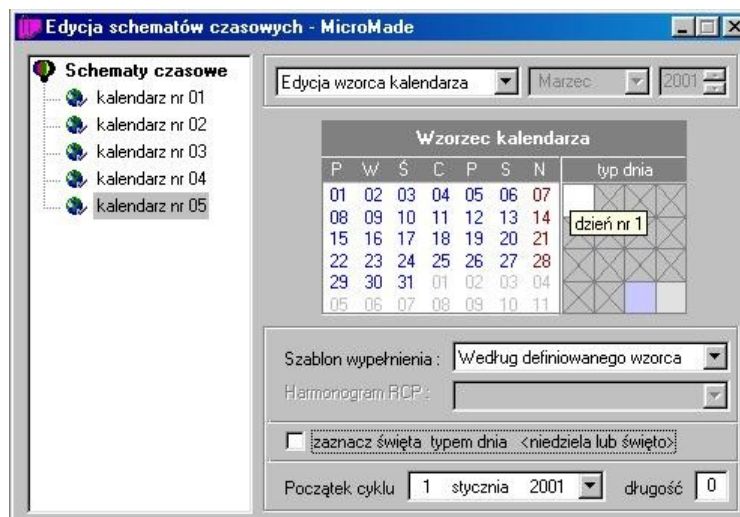 Edycja schematów czasowych - MicroMade
Schematy czasowe
kalendarz nr 01
kalendarz nr 02
kalendarz nr 03
kalendarz nr 04
kalendarz nr 05
Edycja wzorca kalendarza Marzec 2001
Wzorzec kalendarza
P W Ś C P S N typ dnia
01 02 03 04 05 06 07
08 09 10 11 12 13 14 dzień nr 1
15 16 17 18 19 20 21
22 23 24 25 26 27 28
29 30 31 01 02 03 04
05 06 07 08 09 10 11
Szablon wypełnienia : Według definiowanego wzorca
Harmonogram RCP :
zaznacz święta typem dnia <niedziela lub święto>
Początek cyklu 1 stycznia 2001 długość 0